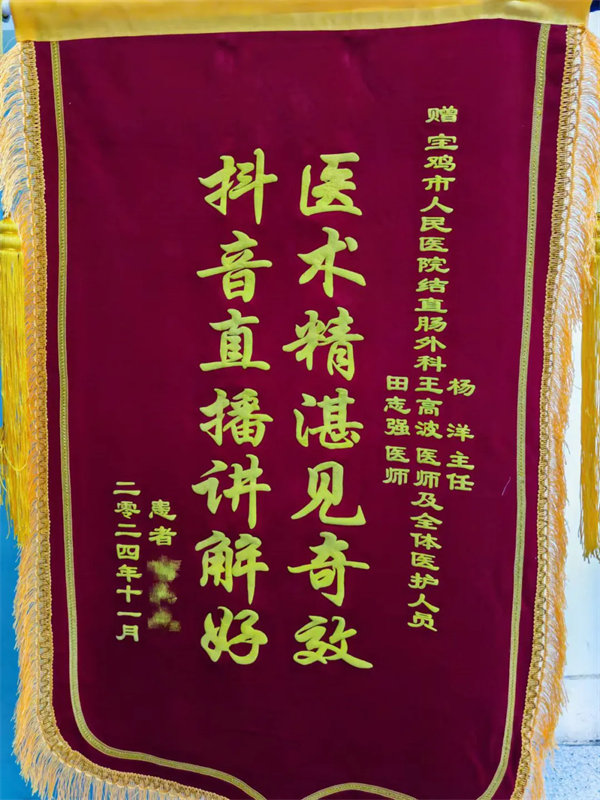 赠宝鸡市人民医院结直肠外科
杨洋主任
王高波医师及全体医护人员
田志强医师
医术精湛见奇效
抖音直播讲解好
患者
二零二四年十一月